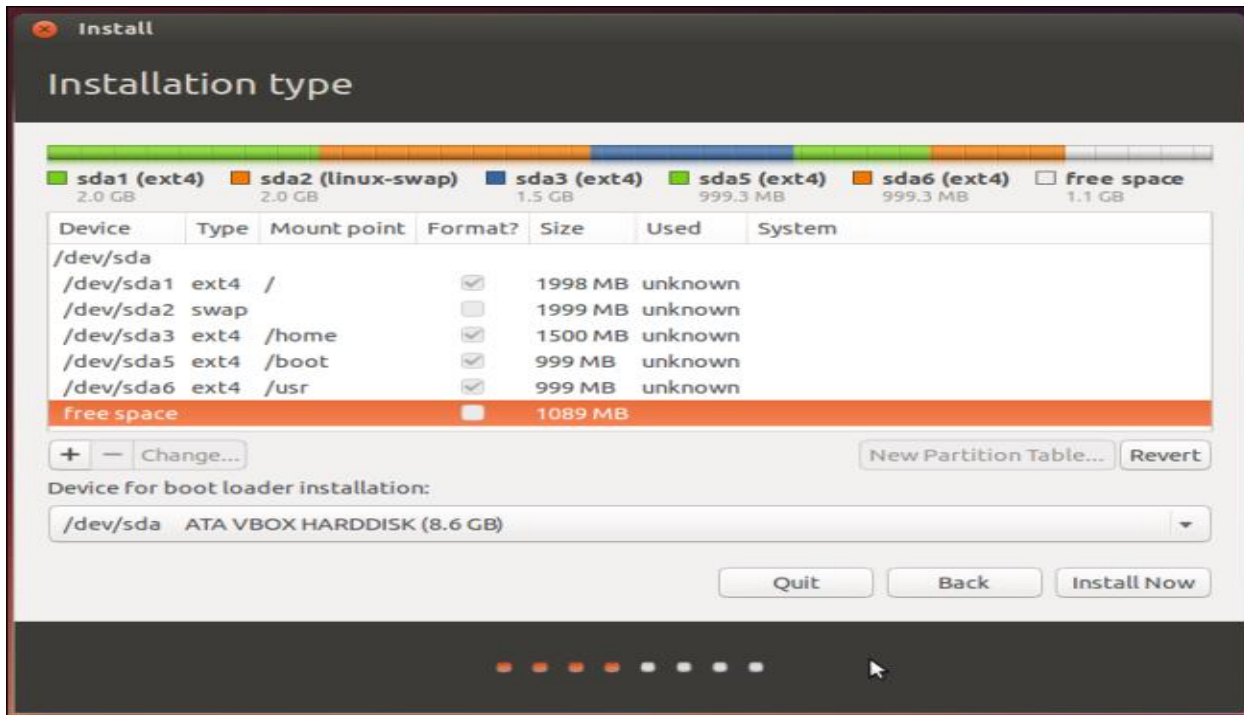 Install
Installation type
sda1 (ext4) sda2 (linux-swap) sda3 (ext4) sda5 (ext4) sda6 (ext4) free space
2.0 GB 2.0 GB 1.5 GB 999.3 MB 999.3 MB 1.1 GB
Device Type Mount point Format? Size Used System
/dev/sda
/dev/sda1 ext4 / 1998 MB unknown
/dev/sda2 swap 1999 MB unknown
/dev/sda3 ext4 /home 1500 MB unknown
/dev/sda5 ext4 /boot 999 MB unknown
/dev/sda6 ext4 /usr 999 MB unknown
free space 1089 MB
+ − Change... New Partition Table... Revert
Device for boot loader installation:
/dev/sda ATA VBOX HARDDISK (8.6 GB)
Quit Back Install Now